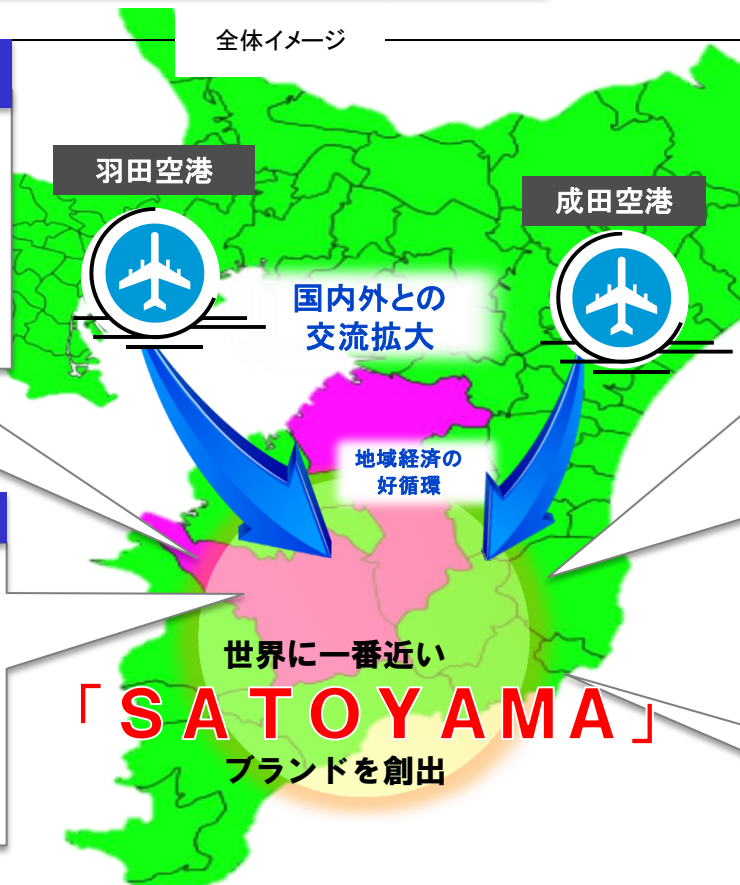 全体イメージ
羽田空港
成田空港
国内外との
交流拡大
地域経済の
好循環
世界に一番近い
「ＳＡＴＯＹＡＭＡ」
ブランドを創出